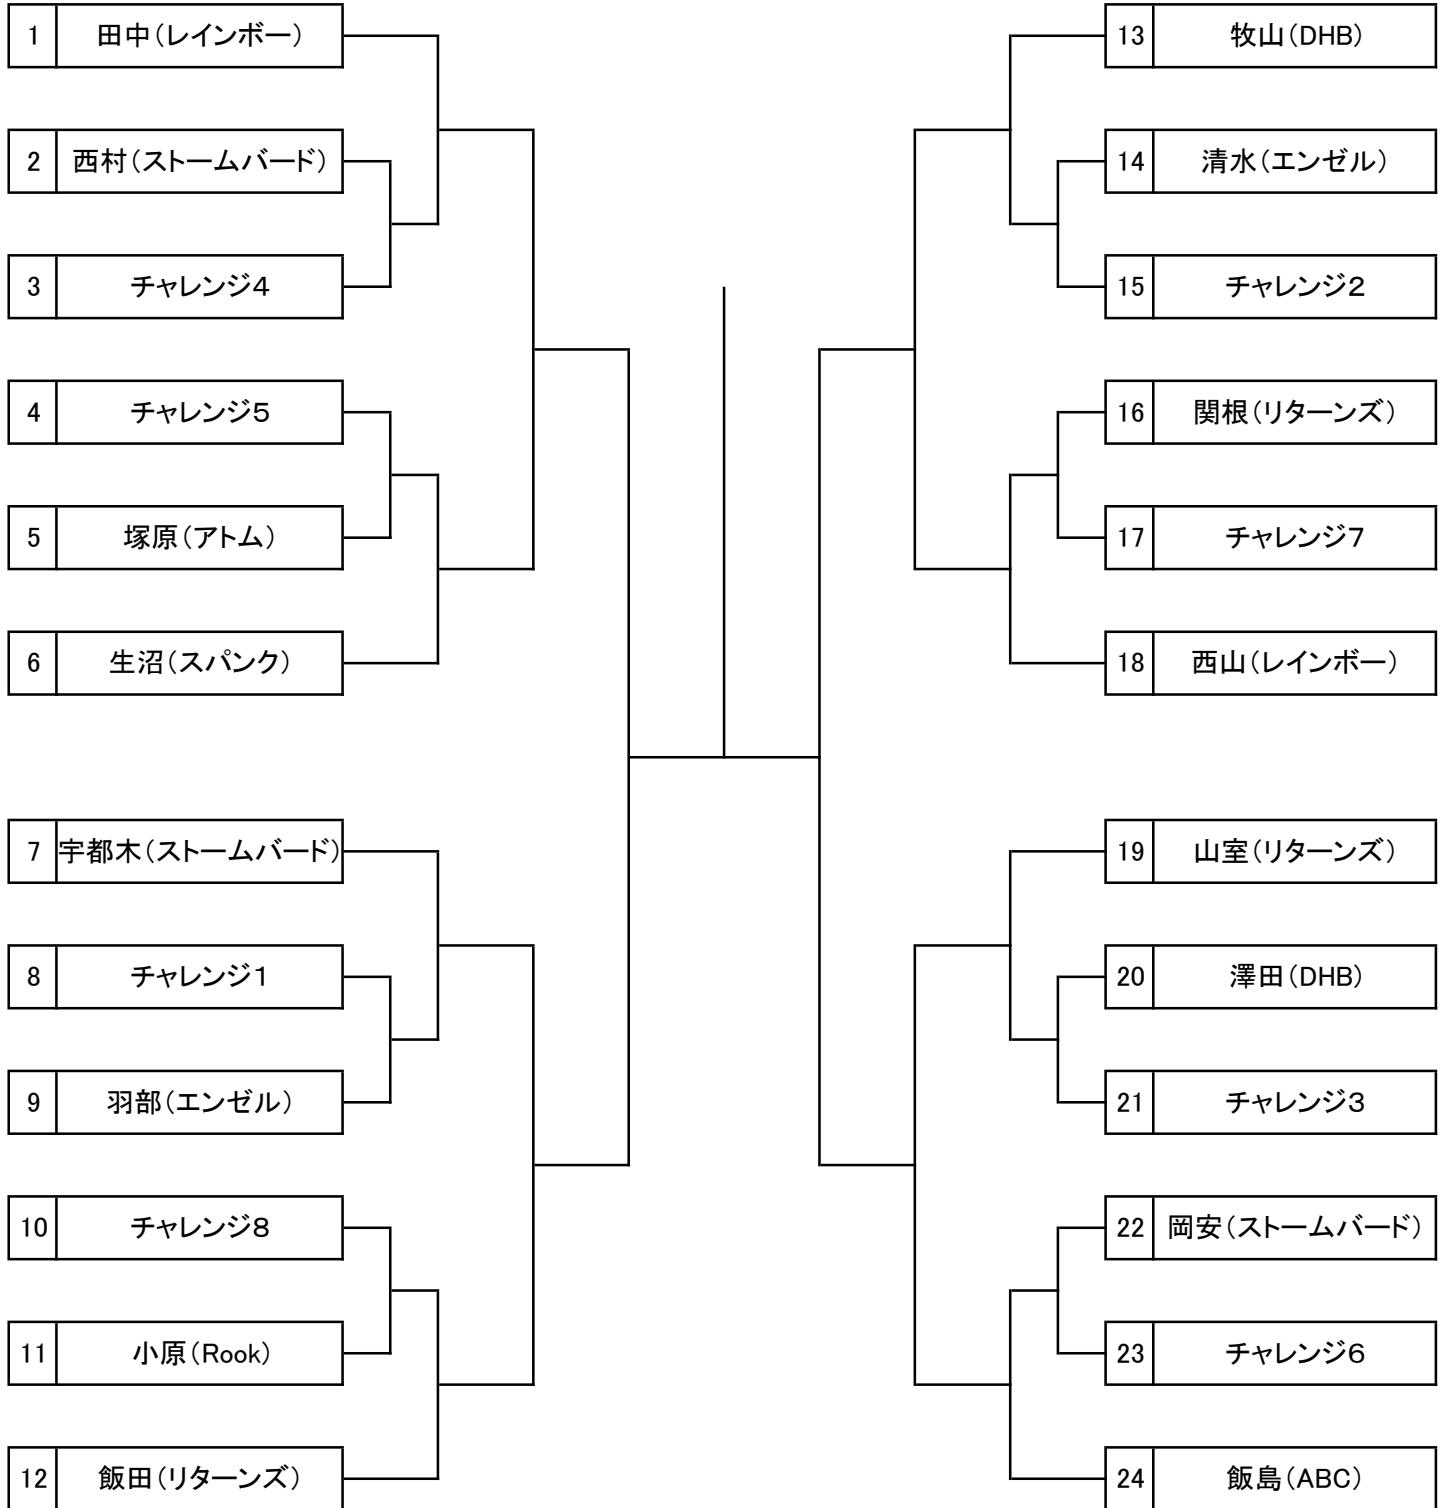 1 田中(レインボー)
2 西村(ストームバード)
3 チャレンジ4
4 チャレンジ5
5 塚原(アトム)
6 生沼(スパンク)
7 宇都木(ストームバード)
8 チャレンジ1
9 羽部(エンゼル)
10 チャレンジ8
11 小原(Rook)
12 飯田(リターンズ)
13 牧山(DHB)
14 清水(エンゼル)
15 チャレンジ2
16 関根(リターンズ)
17 チャレンジ7
18 西山(レインボー)
19 山室(リターンズ)
20 澤田(DHB)
21 チャレンジ3
22 岡安(ストームバード)
23 チャレンジ6
24 飯島(ABC)